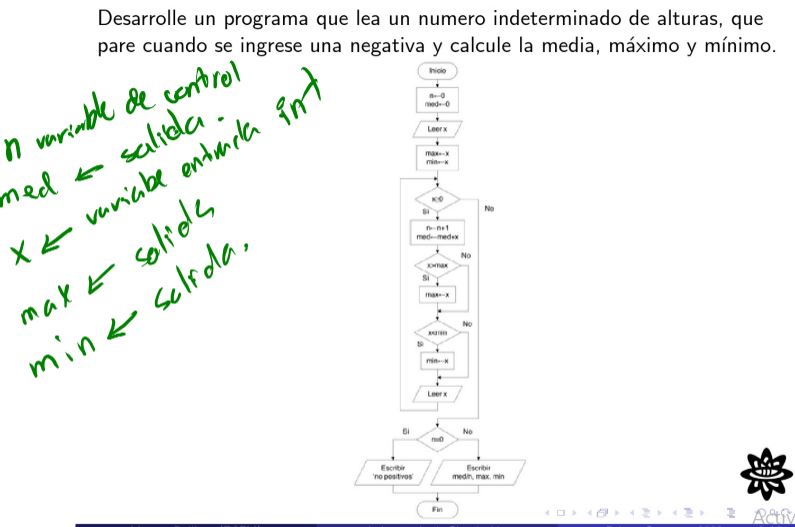 Desarrolle un programa que lea un numero indeterminado de alturas, que
pare cuando se ingrese una negativa y calcule la media, máximo y mínimo.
n variable de control
med ← salida.
x ← variable entrada int
max ← salida
min ← salida.
Inicio
n←0
med←0
Leer x
max←x
min←x
x≥0
Si
No
n←n+1
med←med+x
x>max
No
Si
max←x
x<min
No
Si
min←x
Leer x
Si
n=0
No
Escribir
'no positivos'
Escribir
med/n, max, min
Fin
Activ